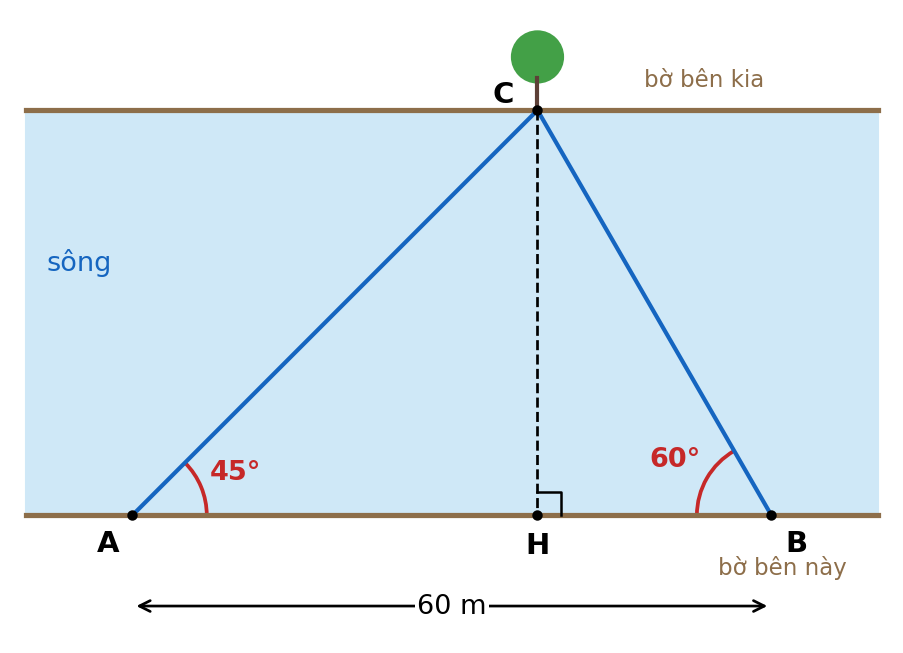 bờ bên kia
C
sông
45°
60°
A
H
B
bờ bên này
60 m